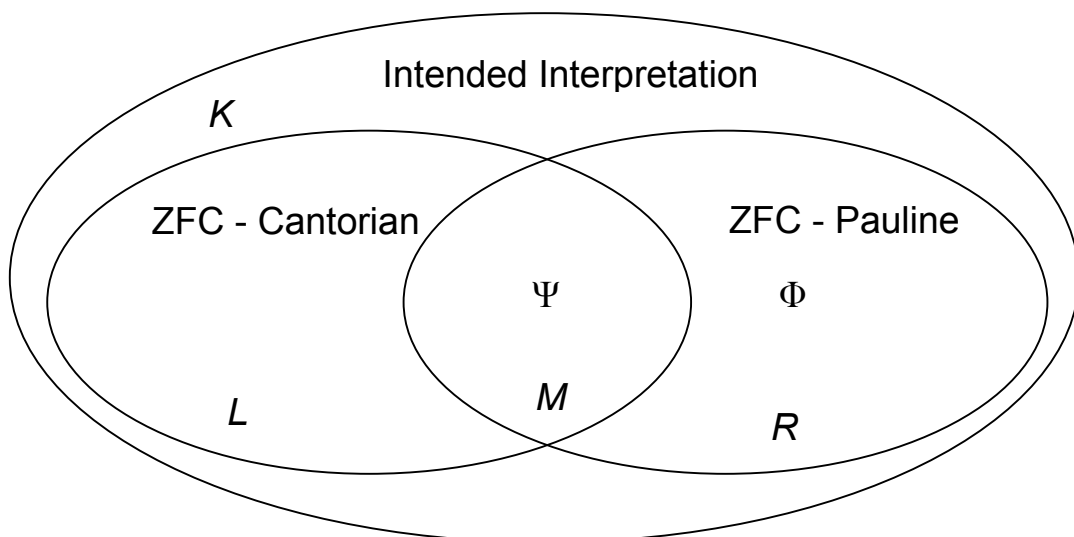 Intended Interpretation
K
ZFC - Cantorian
ZFC - Pauline
Ψ
Φ
L
M
R